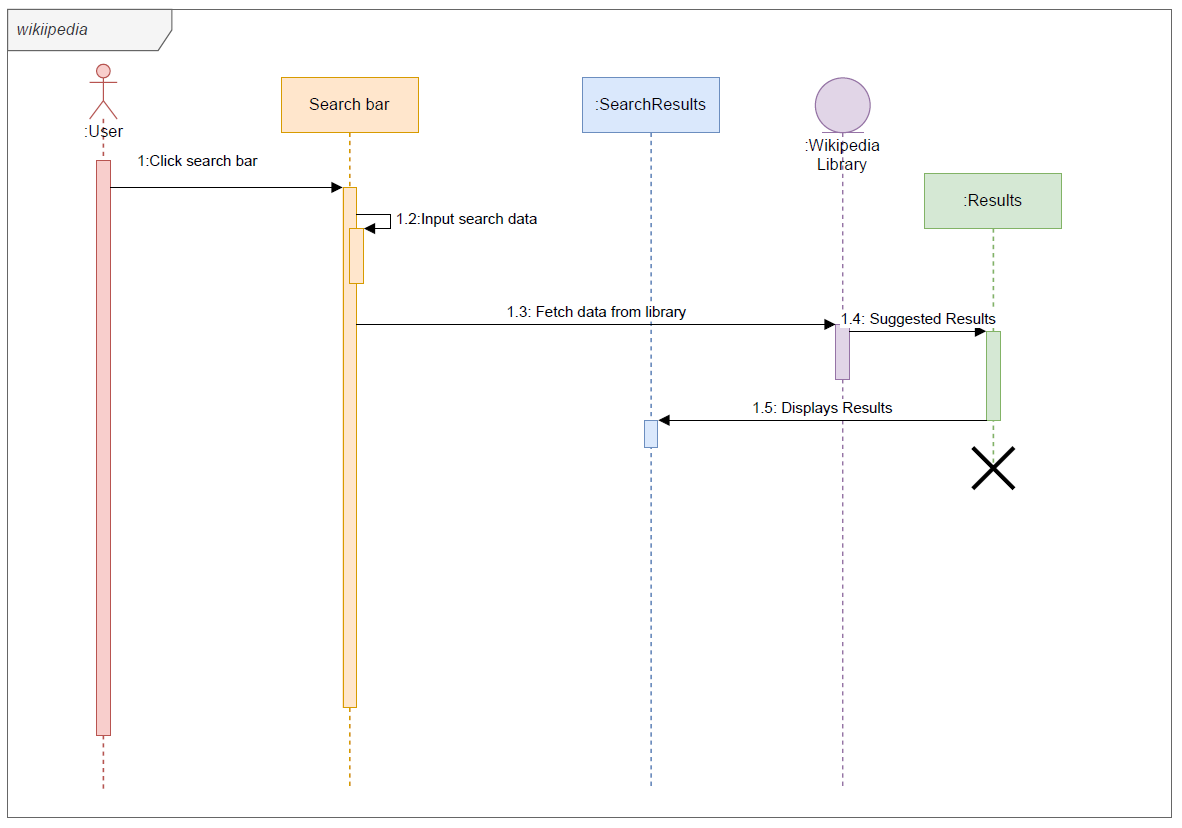 wikiipedia
:User
Search bar
:SearchResults
:Wikipedia
Library
:Results
1:Click search bar
1.2:Input search data
1.3: Fetch data from library
1.4: Suggested Results
1.5: Displays Results